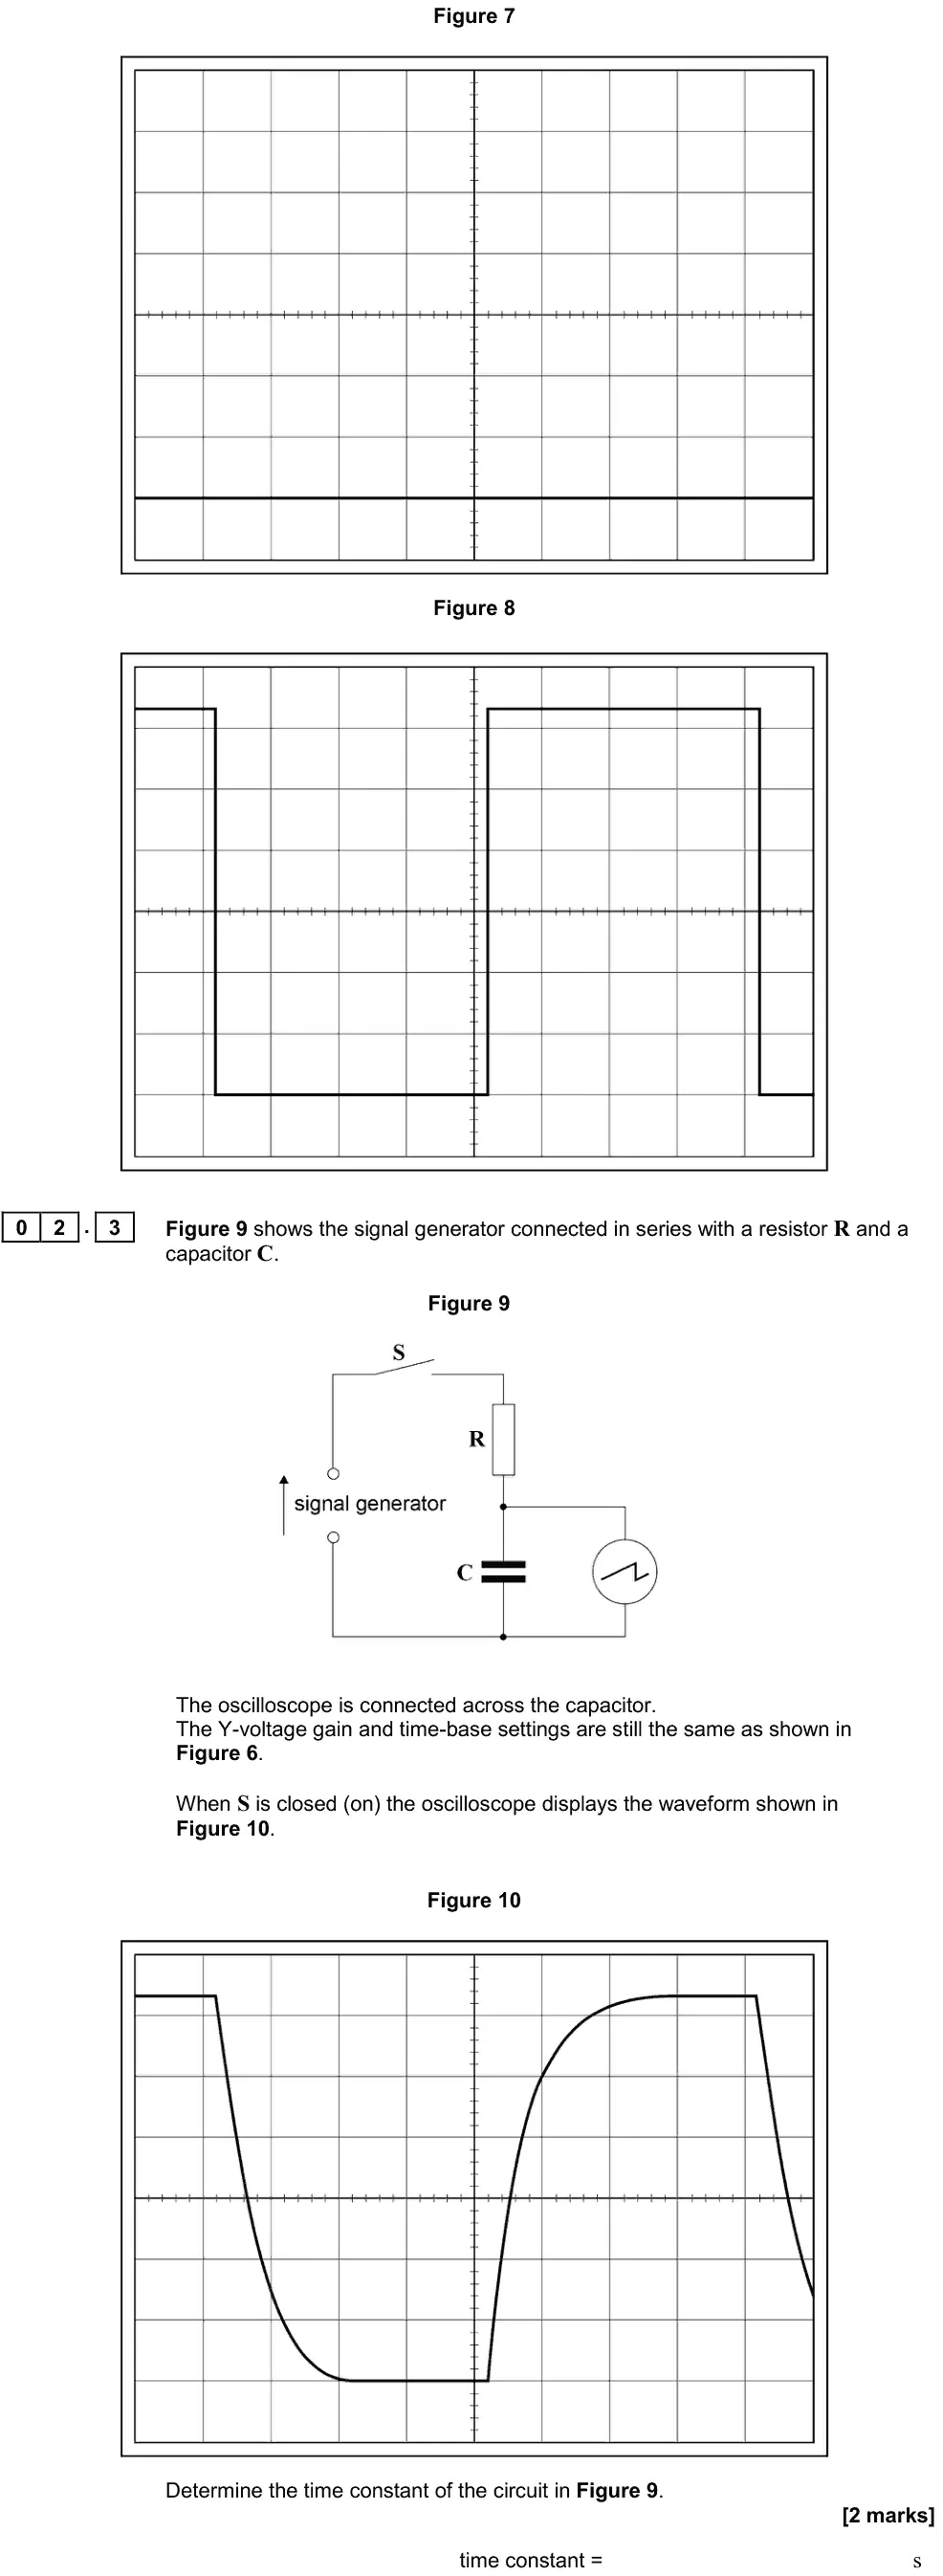 Figure 7
Figure 8
0 2 . 3 Figure 9 shows the signal generator connected in series with a resistor R and a
capacitor C.
Figure 9
S
R
signal generator
C
The oscilloscope is connected across the capacitor.
The Y-voltage gain and time-base settings are still the same as shown in
Figure 6.
When S is closed (on) the oscilloscope displays the waveform shown in
Figure 10.
Figure 10
Determine the time constant of the circuit in Figure 9.
[2 marks]
time constant = s